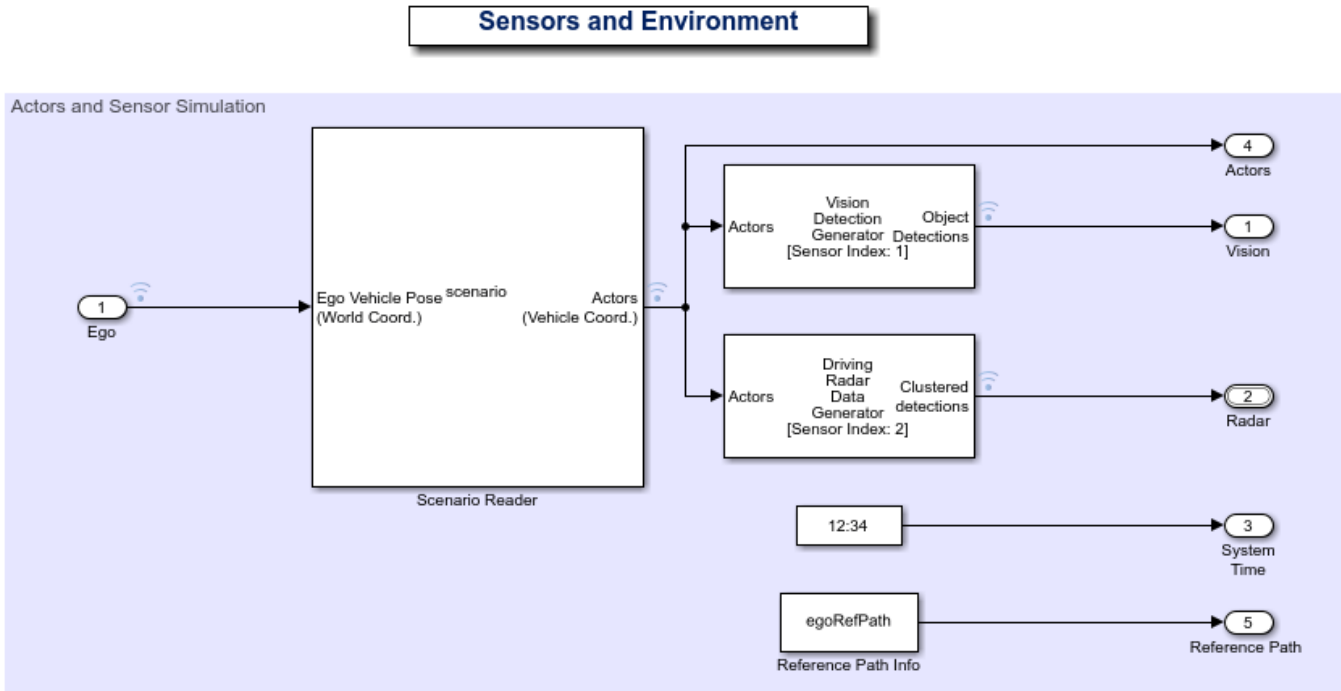 Sensors and Environment
Actors and Sensor Simulation
1
Ego
Ego Vehicle Pose
(World Coord.)
scenario
Actors
(Vehicle Coord.)
Scenario Reader
Actors
Vision
Detection
Generator
[Sensor Index: 1]
Object
Detections
Actors
Driving
Radar
Data
Generator
[Sensor Index: 2]
Clustered
detections
12:34
egoRefPath
Reference Path Info
4
Actors
1
Vision
2
Radar
3
System
Time
5
Reference Path